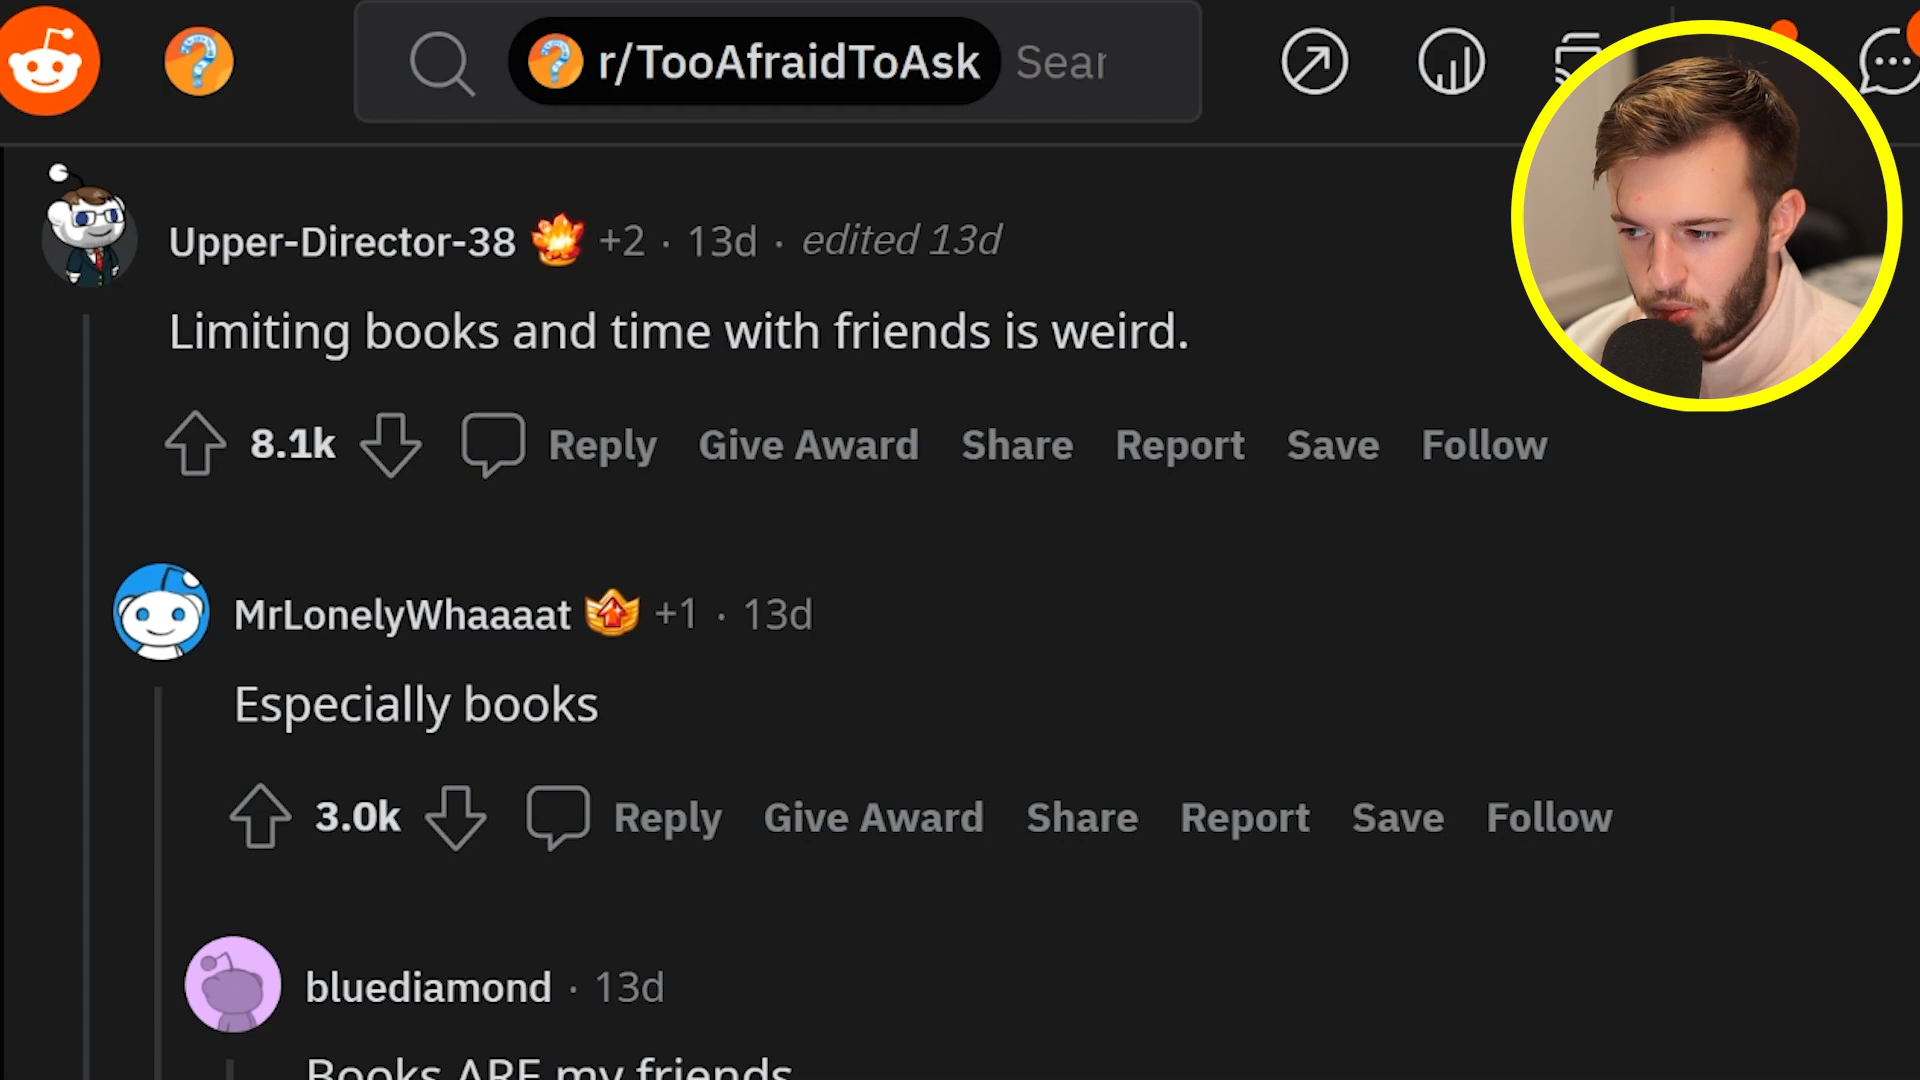 r/TooAfraidToAsk Sear
Upper-Director-38 +2 · 13d · edited 13d
Limiting books and time with friends is weird.
8.1k Reply Give Award Share Report Save Follow
MrLonelyWhaaaat +1 · 13d
Especially books
3.0k Reply Give Award Share Report Save Follow
bluediamond · 13d
Books ARE my friends